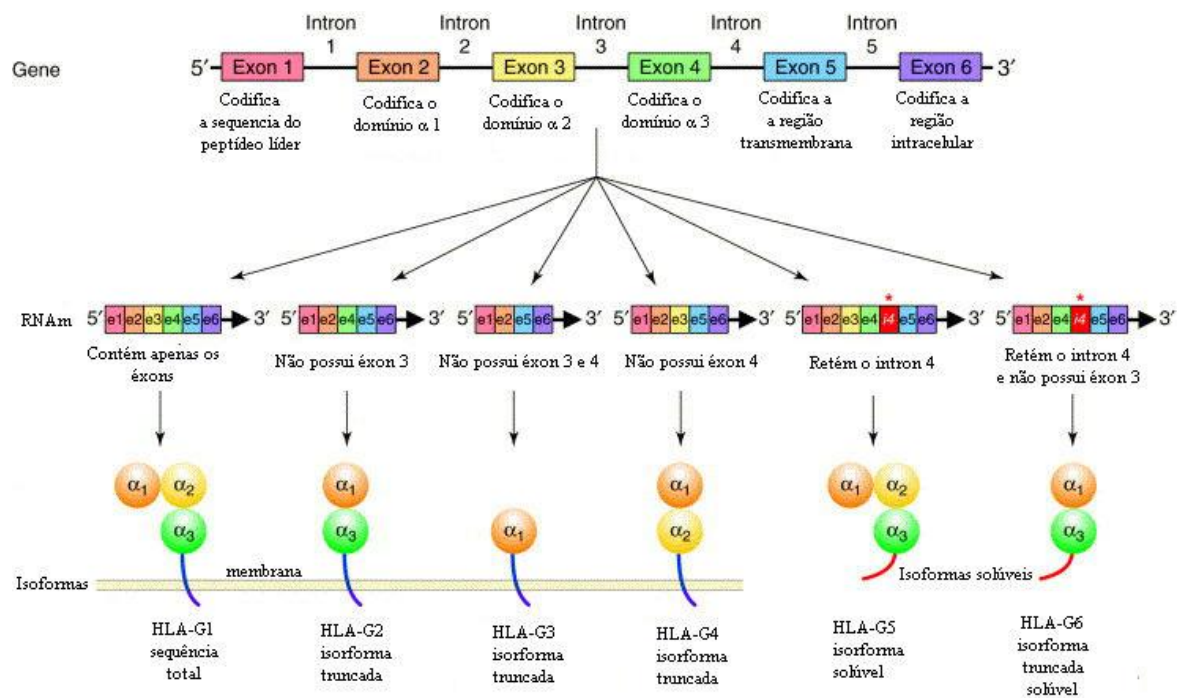 Intron
1
Intron
2
Intron
3
Intron
4
Intron
5
Gene
5′ Exon 1 Exon 2 Exon 3 Exon 4 Exon 5 Exon 6 3′
Codifica
a sequencia do
peptídeo líder
Codifica o
domínio α 1
Codifica o
domínio α 2
Codifica o
domínio α 3
Codifica a
a região
transmembrana
Codifica a
região
intracelular
RNAm
5′ e1 e2 e3 e4 e5 e6 3′
5′ e1 e2 e4 e5 e6 3′
5′ e1 e2 e5 e6 3′
5′ e1 e2 e3 e5 e6 3′
*
5′ e1 e2 e3 e4 i4 e5 e6 3′
*
5′ e1 e2 e4 i4 e5 e6 3′
Contém apenas os
éxons
Não possui éxon 3
Não possui éxon 3 e 4
Não possui éxon 4
Retém o intron 4
Retém o intron 4
e não possui éxon 3
α1 α2
α3
α1
α3
α1
α1
α2
α1 α2
α3
α1
α3
Isoformas
membrana
Isoformas solúveis
HLA-G1
sequência
total
HLA-G2
isorforma
truncada
HLA-G3
isorforma
truncada
HLA-G4
isorforma
truncada
HLA-G5
isorforma
solúvel
HLA-G6
isorforma
truncada
solúvel